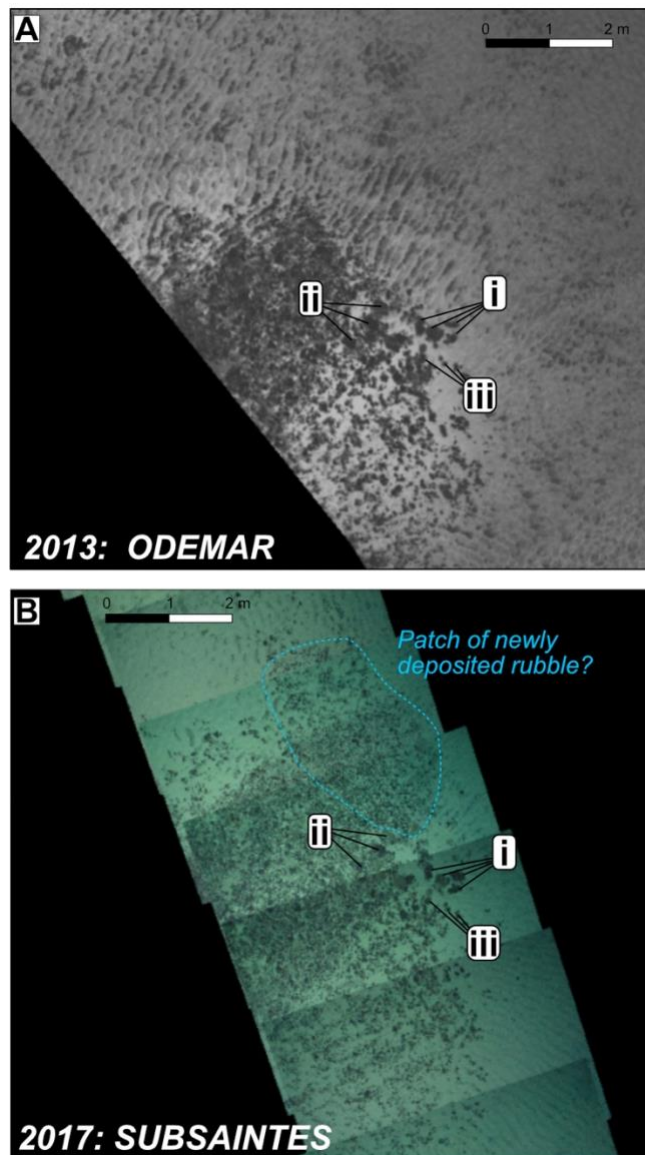 A
0 1 2 m
ii
i
iii
2013: ODEMAR
B
0 1 2 m
Patch of newly
deposited rubble?
ii
i
iii
2017: SUBSAINTES